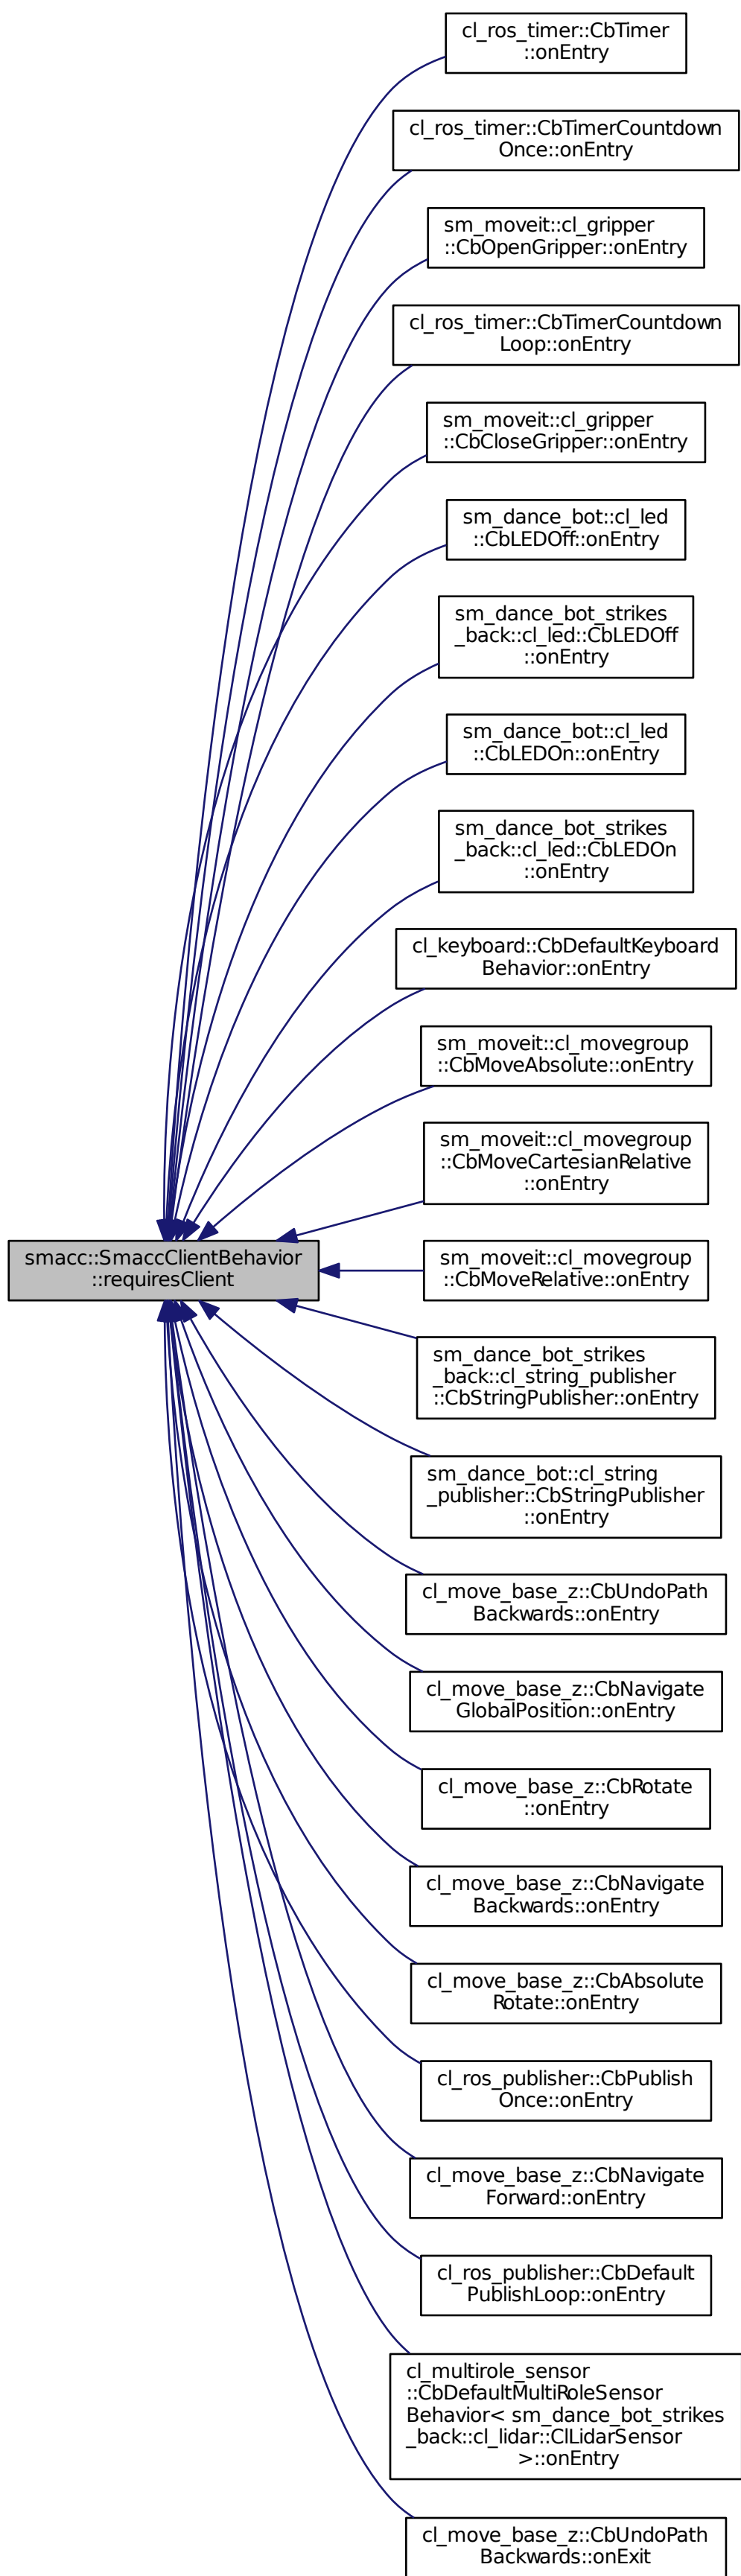 cl_ros_timer::CbTimer
::onEntry
cl_ros_timer::CbTimerCountdown
Once::onEntry
sm_moveit::cl_gripper
::CbOpenGripper::onEntry
cl_ros_timer::CbTimerCountdown
Loop::onEntry
sm_moveit::cl_gripper
::CbCloseGripper::onEntry
sm_dance_bot::cl_led
::CbLEDOff::onEntry
sm_dance_bot_strikes
_back::cl_led::CbLEDOff
::onEntry
sm_dance_bot::cl_led
::CbLEDOn::onEntry
sm_dance_bot_strikes
_back::cl_led::CbLEDOn
::onEntry
cl_keyboard::CbDefaultKeyboard
Behavior::onEntry
sm_moveit::cl_movegroup
::CbMoveAbsolute::onEntry
sm_moveit::cl_movegroup
::CbMoveCartesianRelative
::onEntry
smacc::SmaccClientBehavior
::requiresClient
sm_moveit::cl_movegroup
::CbMoveRelative::onEntry
sm_dance_bot_strikes
_back::cl_string_publisher
::CbStringPublisher::onEntry
sm_dance_bot::cl_string
_publisher::CbStringPublisher
::onEntry
cl_move_base_z::CbUndoPath
Backwards::onEntry
cl_move_base_z::CbNavigate
GlobalPosition::onEntry
cl_move_base_z::CbRotate
::onEntry
cl_move_base_z::CbNavigate
Backwards::onEntry
cl_move_base_z::CbAbsolute
Rotate::onEntry
cl_ros_publisher::CbPublish
Once::onEntry
cl_move_base_z::CbNavigate
Forward::onEntry
cl_ros_publisher::CbDefault
PublishLoop::onEntry
cl_multirole_sensor
::CbDefaultMultiRoleSensor
Behavior< sm_dance_bot_strikes
_back::cl_lidar::ClLidarSensor
>::onEntry
cl_move_base_z::CbUndoPath
Backwards::onExit